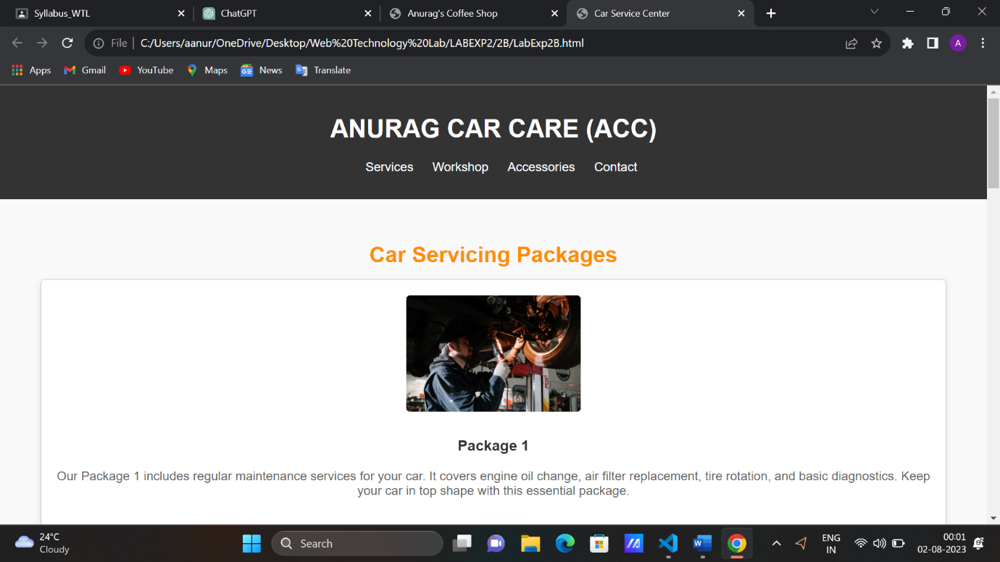 Syllabus_WTL
ChatGPT
Anurag's Coffee Shop
Car Service Center
File
C:/Users/aanur/OneDrive/Desktop/Web%20Technology%20Lab/LABEXP2/2B/LabExp2B.html
A
Apps
Gmail
YouTube
Maps
News
Translate
ANURAG CAR CARE (ACC)
Services Workshop Accessories Contact
Car Servicing Packages
Package 1
Our Package 1 includes regular maintenance services for your car. It covers engine oil change, air filter replacement, tire rotation, and basic diagnostics. Keep
your car in top shape with this essential package.
24°C
Cloudy
Search
ENG
IN
00:01
02-08-2023